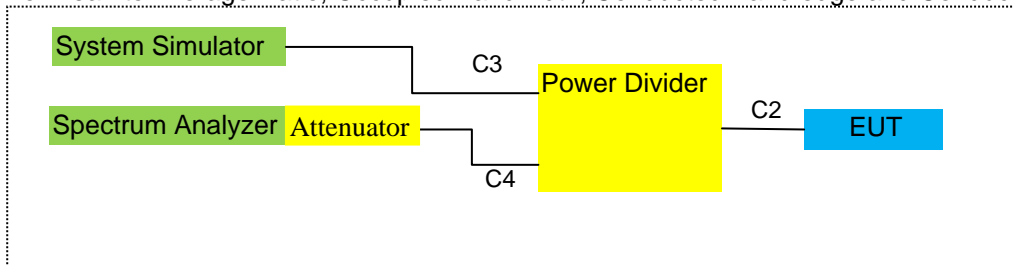 System Simulator
C3
Power Divider
C2
Spectrum Analyzer Attenuator
EUT
C4